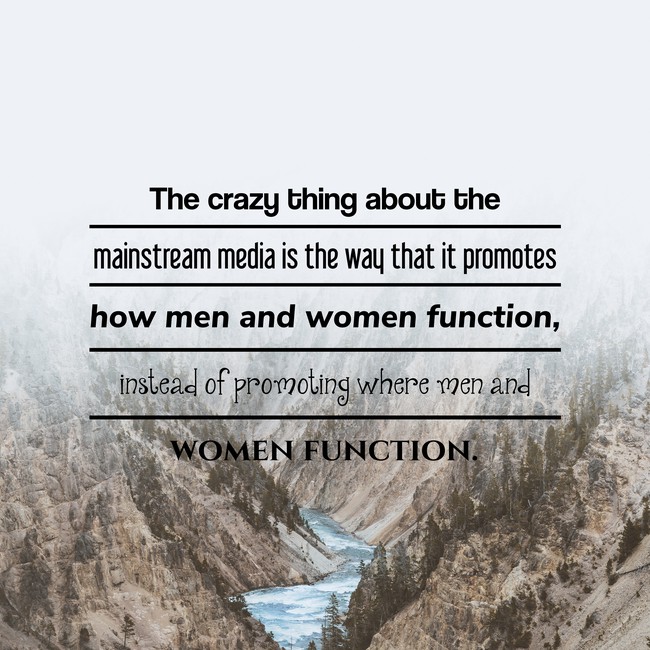 The crazy thing about the
mainstream media is the way that it promotes
how men and women function,
instead of promoting where men and
WOMEN FUNCTION.